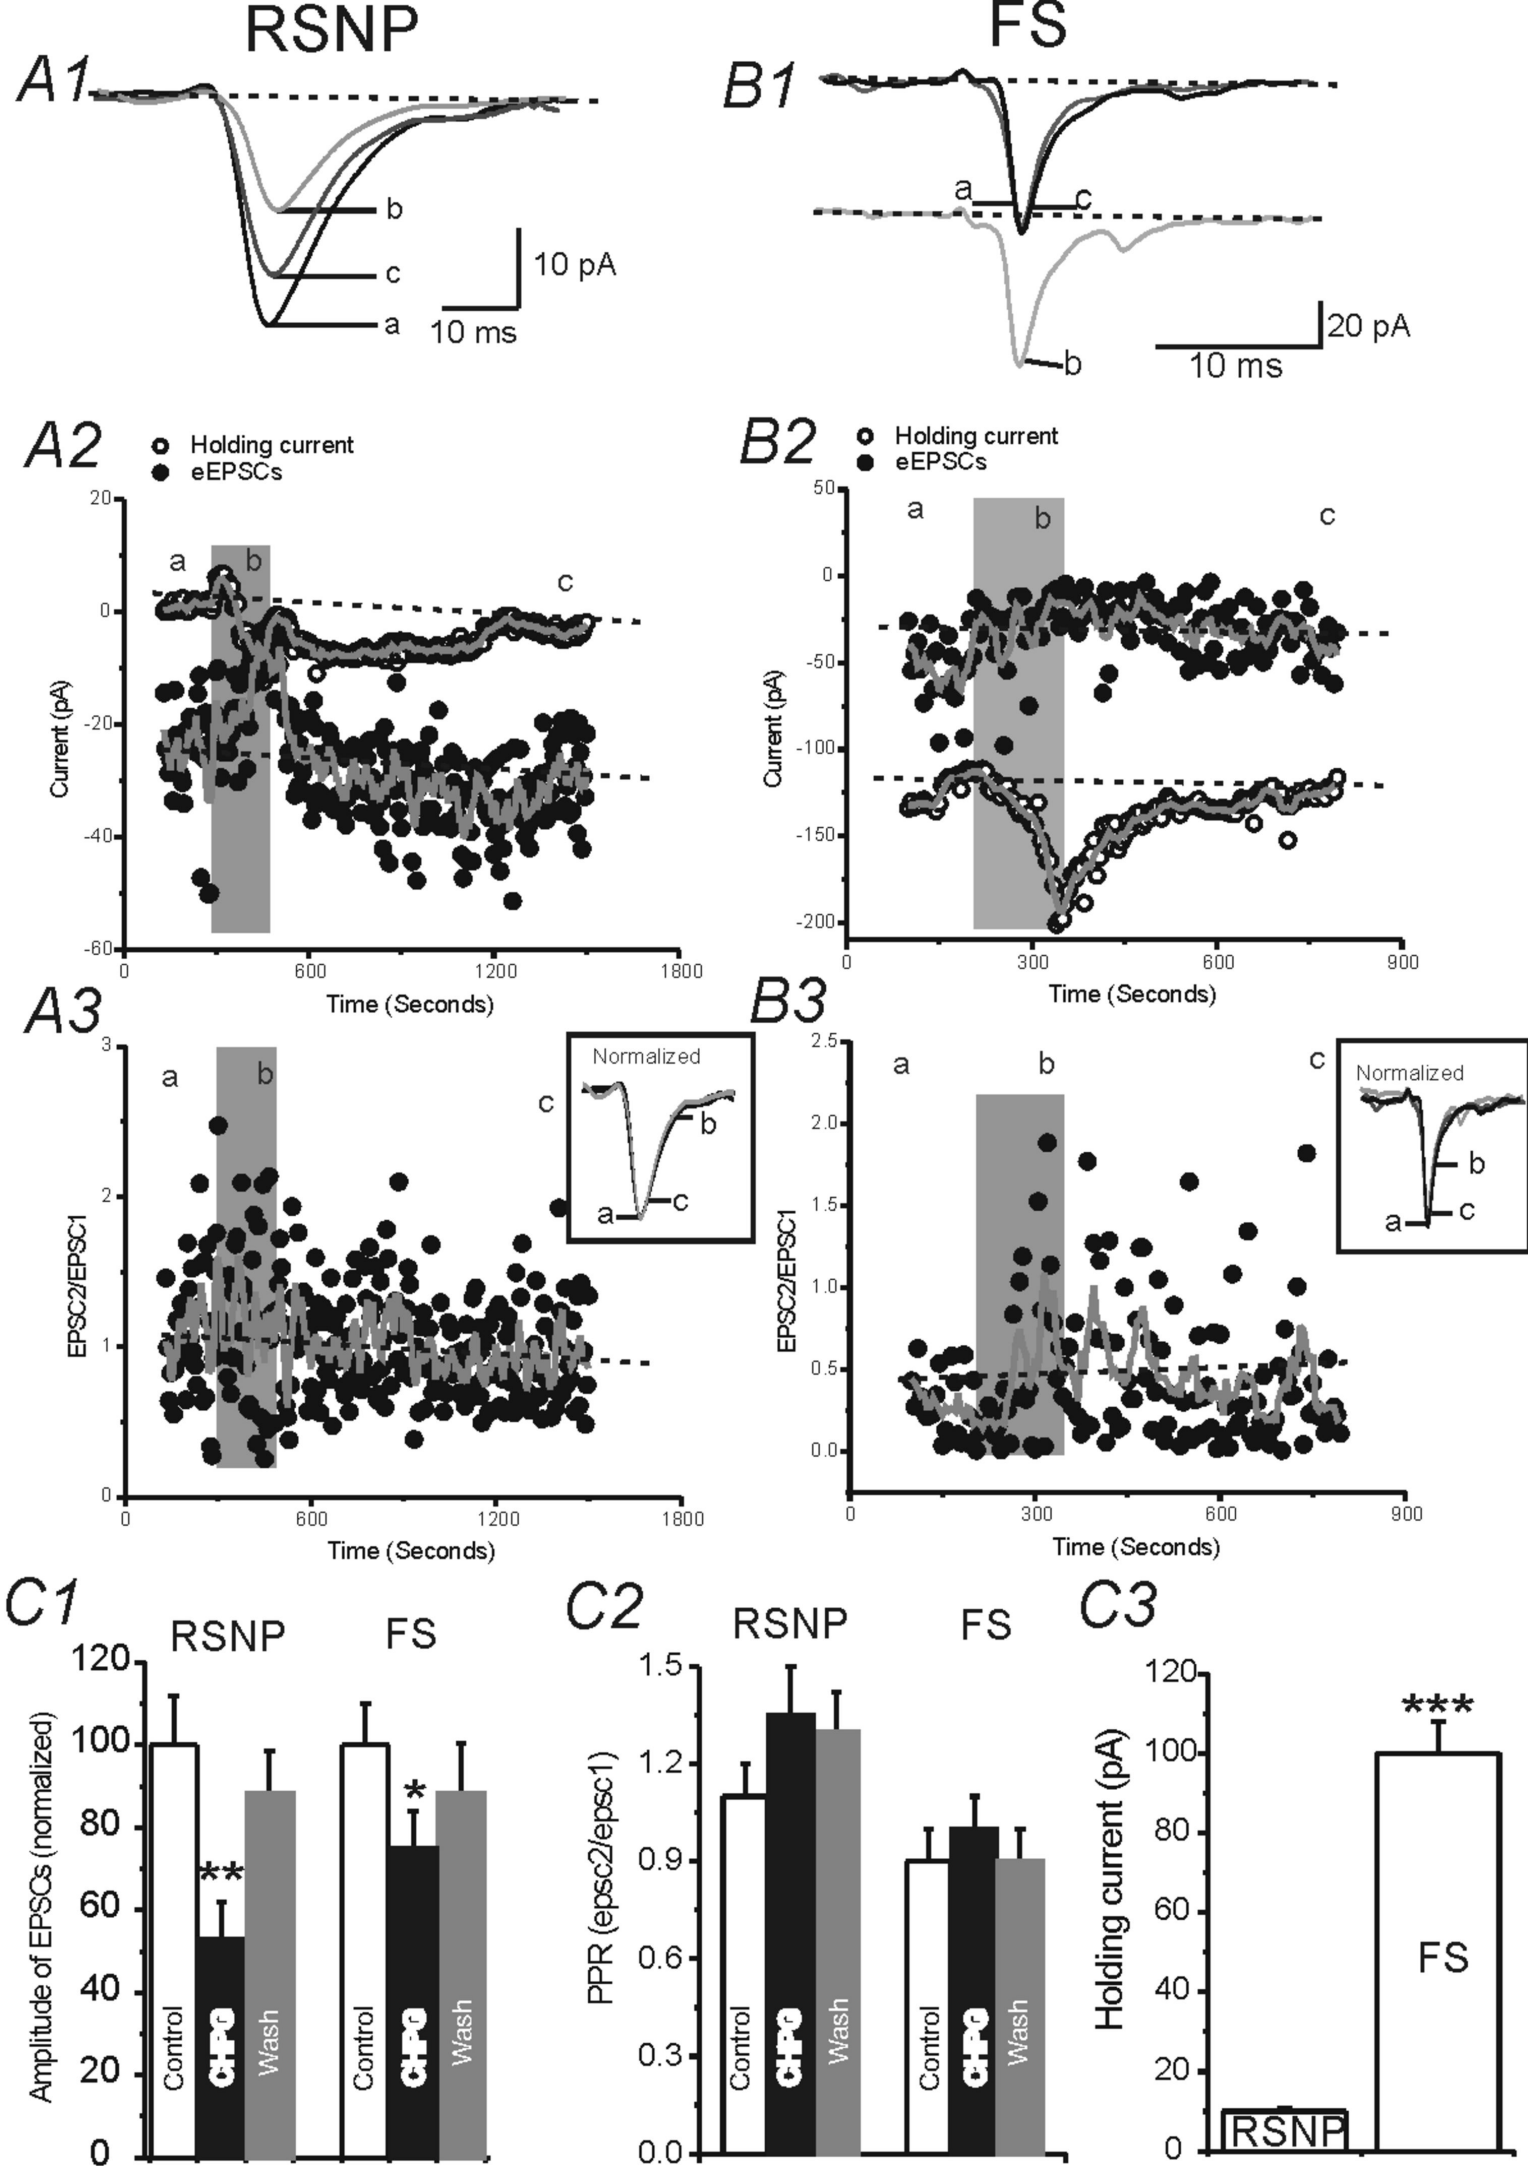 RSNP
FS
A1
B1
b
c
a
10 pA
10 ms
a
c
b
20 pA
10 ms
A2
Holding current
eEPSCs
20
0
-20
-40
-60
Current (pA)
a
b
c
0
600
1200
1800
Time (Seconds)
B2
Holding current
eEPSCs
50
0
-50
-100
-150
-200
Current (pA)
a
b
c
0
300
600
900
Time (Seconds)
A3
3
2
1
0
EPSC2/EPSC1
a
b
c
Normalized
b
c
a
0
600
1200
1800
Time (Seconds)
B3
2.5
2.0
1.5
1.0
0.5
0.0
EPSC2/EPSC1
a
b
c
Normalized
b
c
a
0
300
600
900
Time (Seconds)
C1
RSNP
FS
120
100
80
60
40
20
0
Amplitude of EPSCs (normalized)
**
*
Control
CHPG
Wash
Control
CHPG
Wash
C2
RSNP
FS
1.5
1.2
0.9
0.6
0.3
0.0
PPR (epsc2/epsc1)
Control
CHPG
Wash
Control
CHPG
Wash
C3
120
100
80
60
40
20
0
Holding current (pA)
***
RSNP
FS